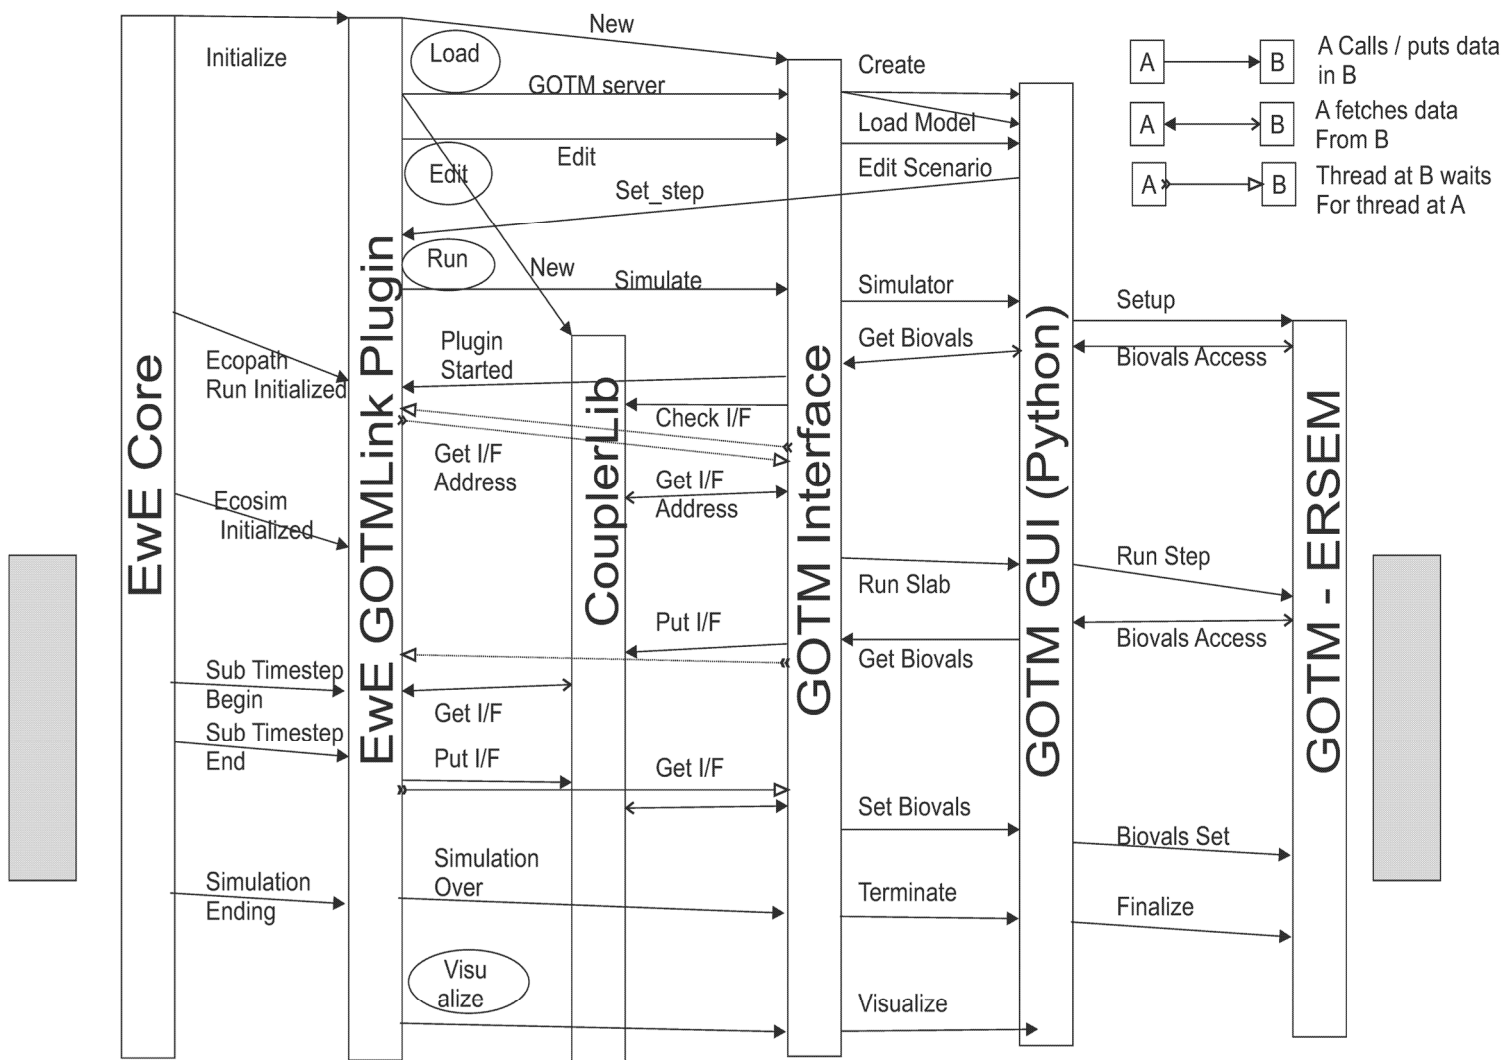 Initialize
New
Load
GOTM server
Create
Load Model
Edit
Edit
Edit Scenario
Set_step
Run
New
Simulate
Simulator
Setup
Ecopath
Run Initialized
Plugin
Started
Get Biovals
Biovals Access
Check I/F
Get I/F
Address
Get I/F
Address
Ecosim
Initialized
Run Slab
Run Step
Put I/F
Get Biovals
Biovals Access
Sub Timestep
Begin
Get I/F
Sub Timestep
End
Put I/F
Get I/F
Set Biovals
Biovals Set
Simulation
Ending
Simulation
Over
Terminate
Finalize
Visu
alize
Visualize
EwE Core
EwE GOTMLink Plugin
CouplerLib
GOTM Interface
GOTM GUI (Python)
GOTM - ERSEM
A
B
A Calls / puts data
in B
A
B
A fetches data
From B
A
B
Thread at B waits
For thread at A